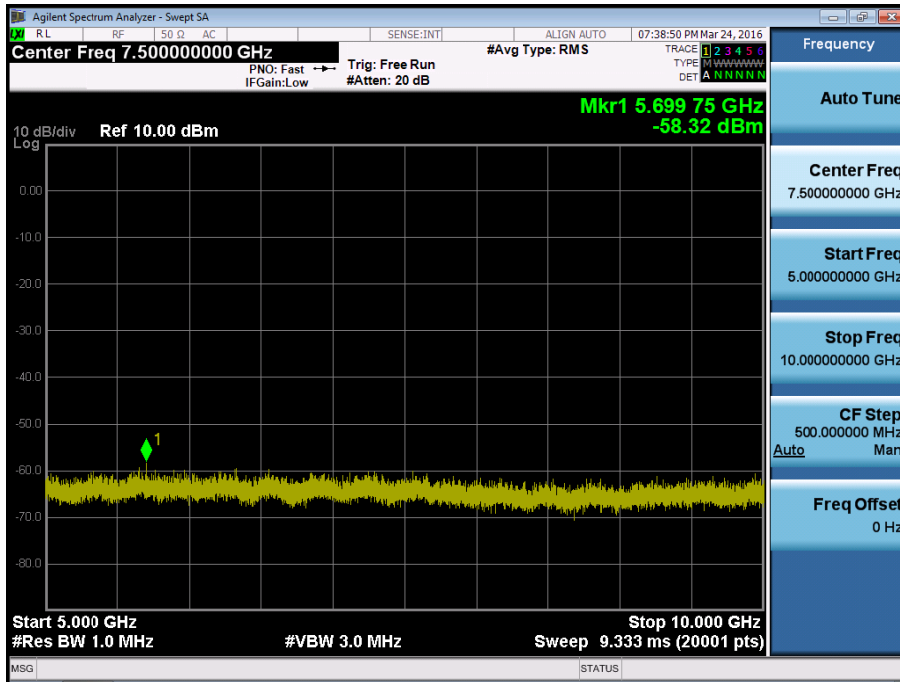 Agilent Spectrum Analyzer - Swept SA
LXI RL RF 50 Ω AC SENSE:INT ALIGN AUTO 07:38:50 PM Mar 24, 2016
Center Freq 7.500000000 GHz
#Avg Type: RMS
TRACE 1 2 3 4 5 6
PNO: Fast
Trig: Free Run
TYPE M WWWWW
IFGain:Low
#Atten: 20 dB
DET A N N N N N
Mkr1 5.699 75 GHz
-58.32 dBm
10 dB/div Ref 10.00 dBm
Log
0.00
-10.0
-20.0
-30.0
-40.0
-50.0
1
-60.0
-70.0
-80.0
Start 5.000 GHz Stop 10.000 GHz
#Res BW 1.0 MHz #VBW 3.0 MHz Sweep 9.333 ms (20001 pts)
MSG STATUS
Frequency
Auto Tune
Center Freq
7.500000000 GHz
Start Freq
5.000000000 GHz
Stop Freq
10.000000000 GHz
CF Step
500.000000 MHz
Auto Man
Freq Offset
0 Hz